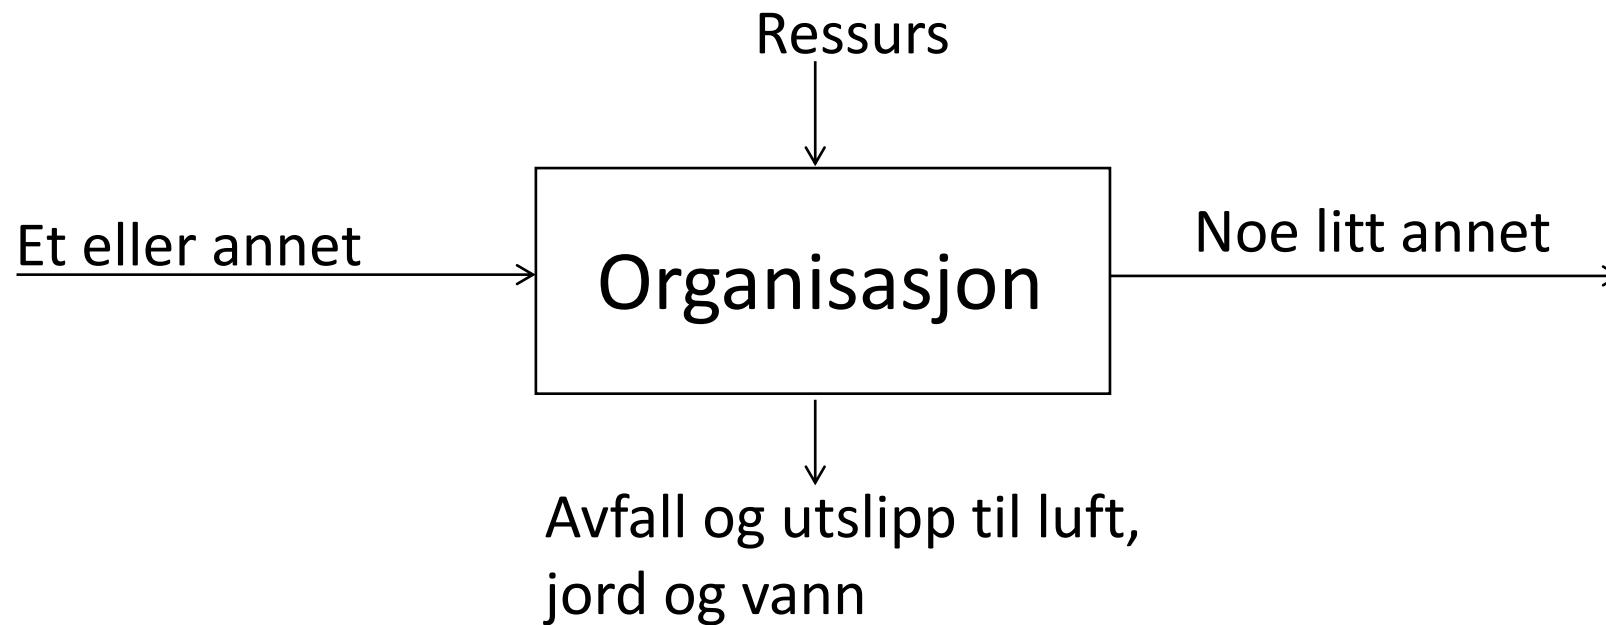 Ressurs
Et eller annet
Noe litt annet
Organisasjon
Avfall og utslipp til luft,
jord og vann